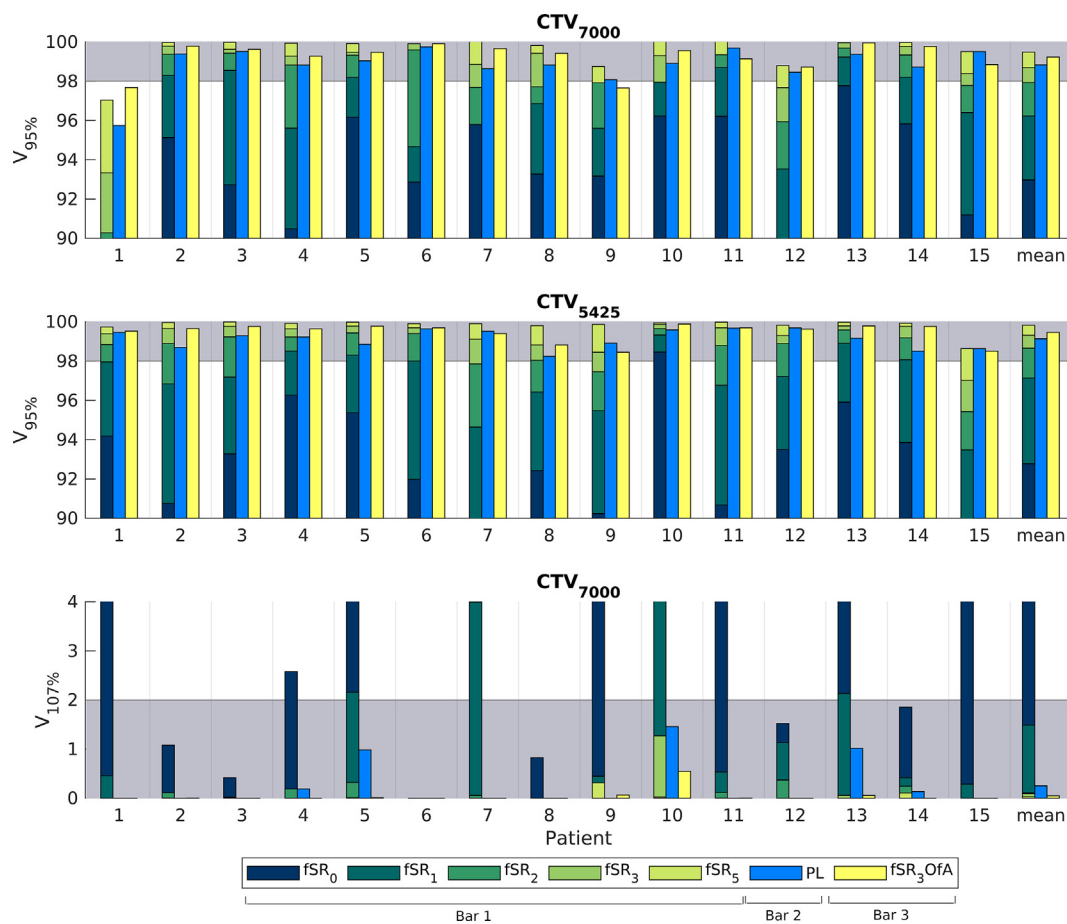 CTV7000
V95%
100
98
96
94
92
90
1 2 3 4 5 6 7 8 9 10 11 12 13 14 15 mean
CTV5425
V95%
100
98
96
94
92
90
1 2 3 4 5 6 7 8 9 10 11 12 13 14 15 mean
CTV7000
V107%
4
3
2
1
0
1 2 3 4 5 6 7 8 9 10 11 12 13 14 15 mean
Patient
fSR0 fSR1 fSR2 fSR3 fSR5 PL fSR3OfA
Bar 1 Bar 2 Bar 3